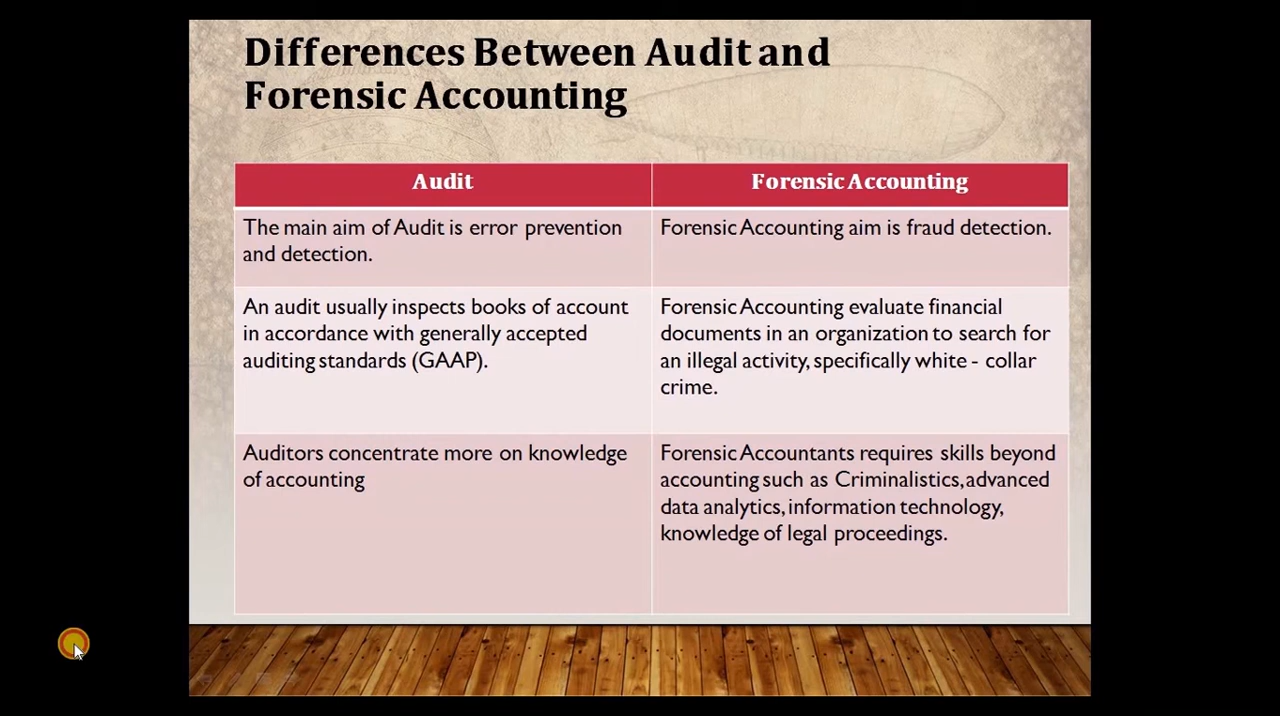 Differences Between Audit and
Forensic Accounting
Audit
Forensic Accounting
The main aim of Audit is error prevention
and detection.
Forensic Accounting aim is fraud detection.
An audit usually inspects books of account
in accordance with generally accepted
auditing standards (GAAP).
Forensic Accounting evaluate financial
documents in an organization to search for
an illegal activity, specifically white - collar
crime.
Auditors concentrate more on knowledge
of accounting
Forensic Accountants requires skills beyond
accounting such as Criminalistics, advanced
data analytics, information technology,
knowledge of legal proceedings.